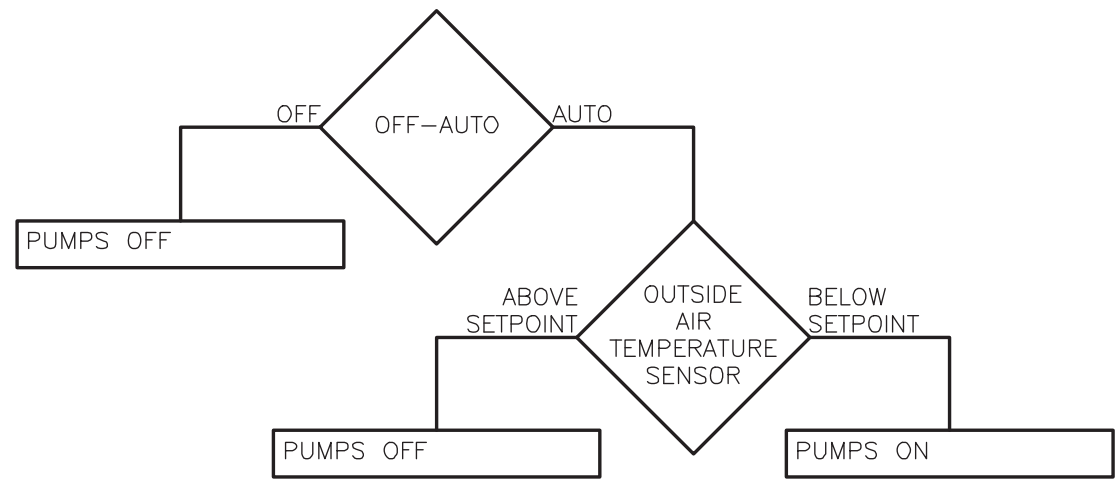 OFF
OFF-AUTO
AUTO
PUMPS OFF
ABOVE
SETPOINT
OUTSIDE
AIR
TEMPERATURE
SENSOR
BELOW
SETPOINT
PUMPS OFF
PUMPS ON